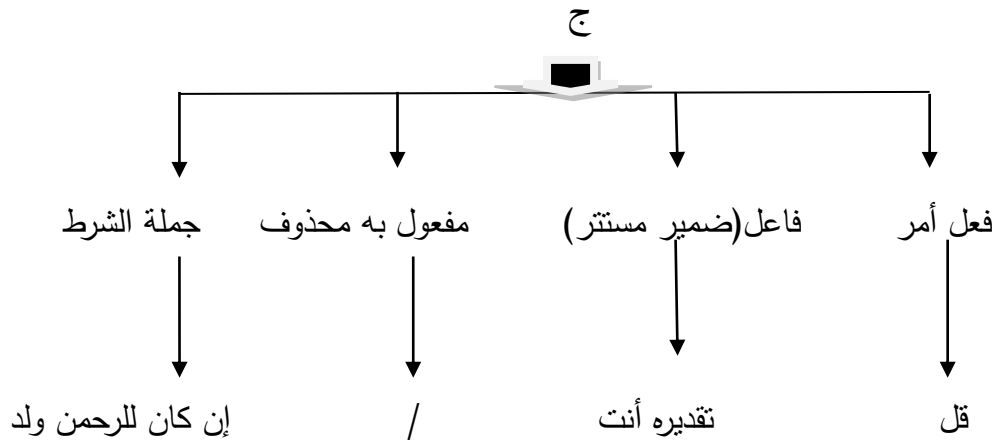 ج
فعل أمر فاعل(ضمير مستتر) مفعول به محذوف جملة الشرط
قل تقديره أنت / إن كان للرحمن ولد